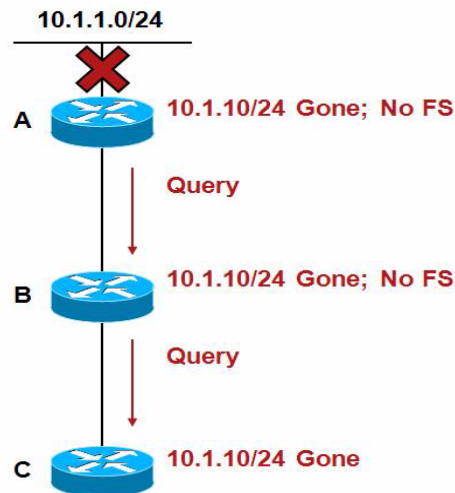 10.1.1.0/24
A
10.1.10/24 Gone; No FS
Query
B
10.1.10/24 Gone; No FS
Query
C
10.1.10/24 Gone